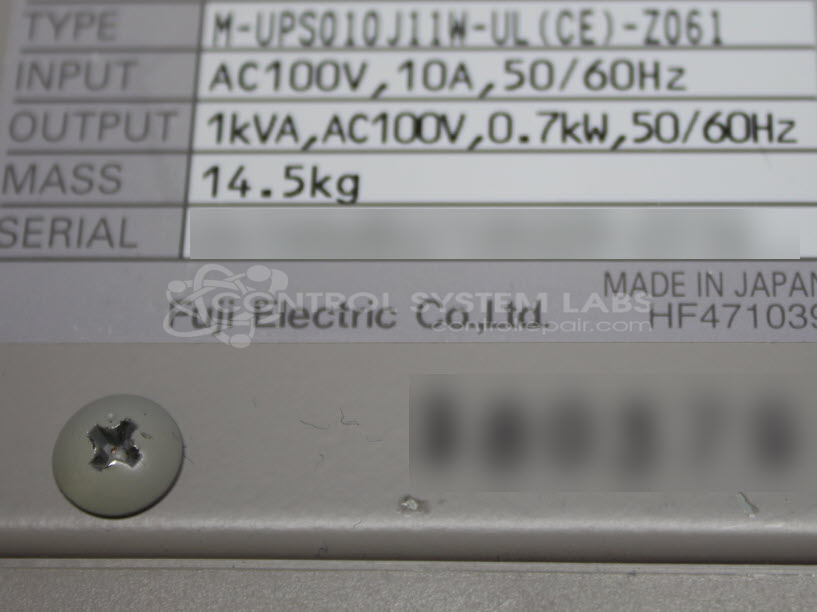 TYPE M-UPS010J11W-UL(CE)-Z061
INPUT AC100V,10A,50/60Hz
OUTPUT 1kVA,AC100V,0.7kW,50/60Hz
MASS 14.5kg
SERIAL
CONTROL SYSTEM LABS
controlrepair.com
MADE IN JAPAN
Fuji Electric Co.,Ltd. HF471039